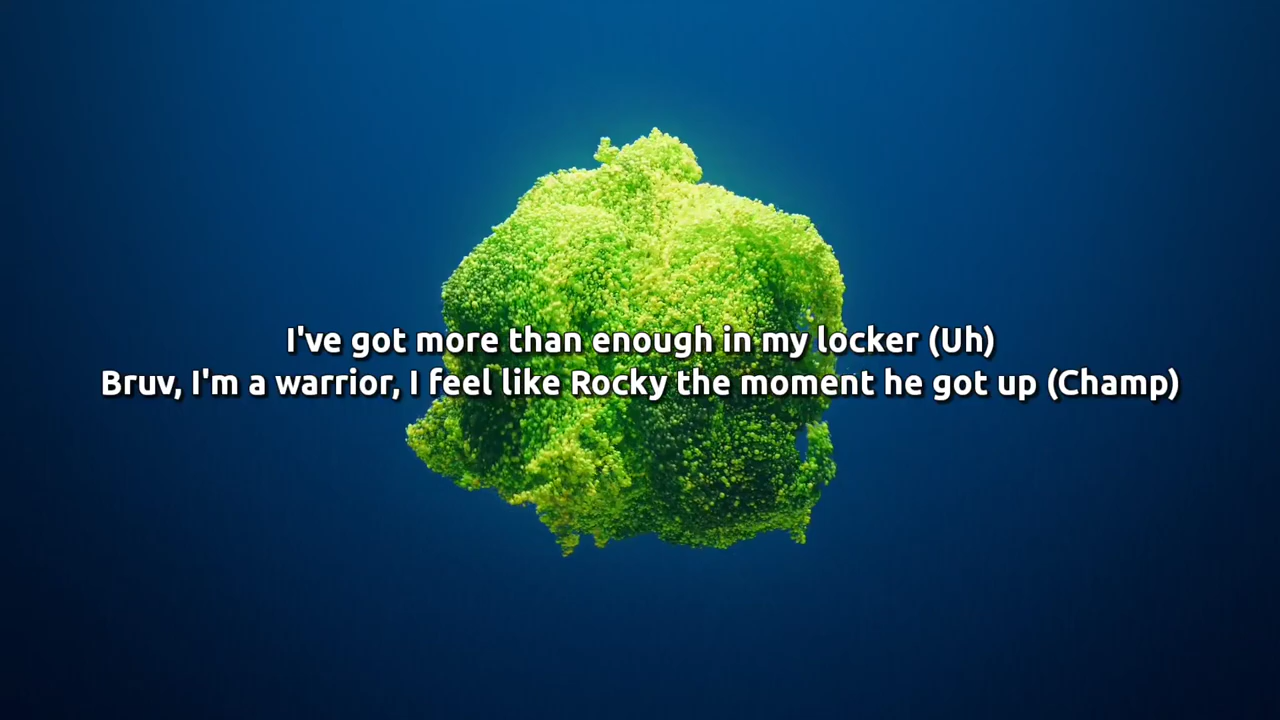 I've got more than enough in my locker (Uh)
Bruv, I'm a warrior, I feel like Rocky the moment he got up (Champ)